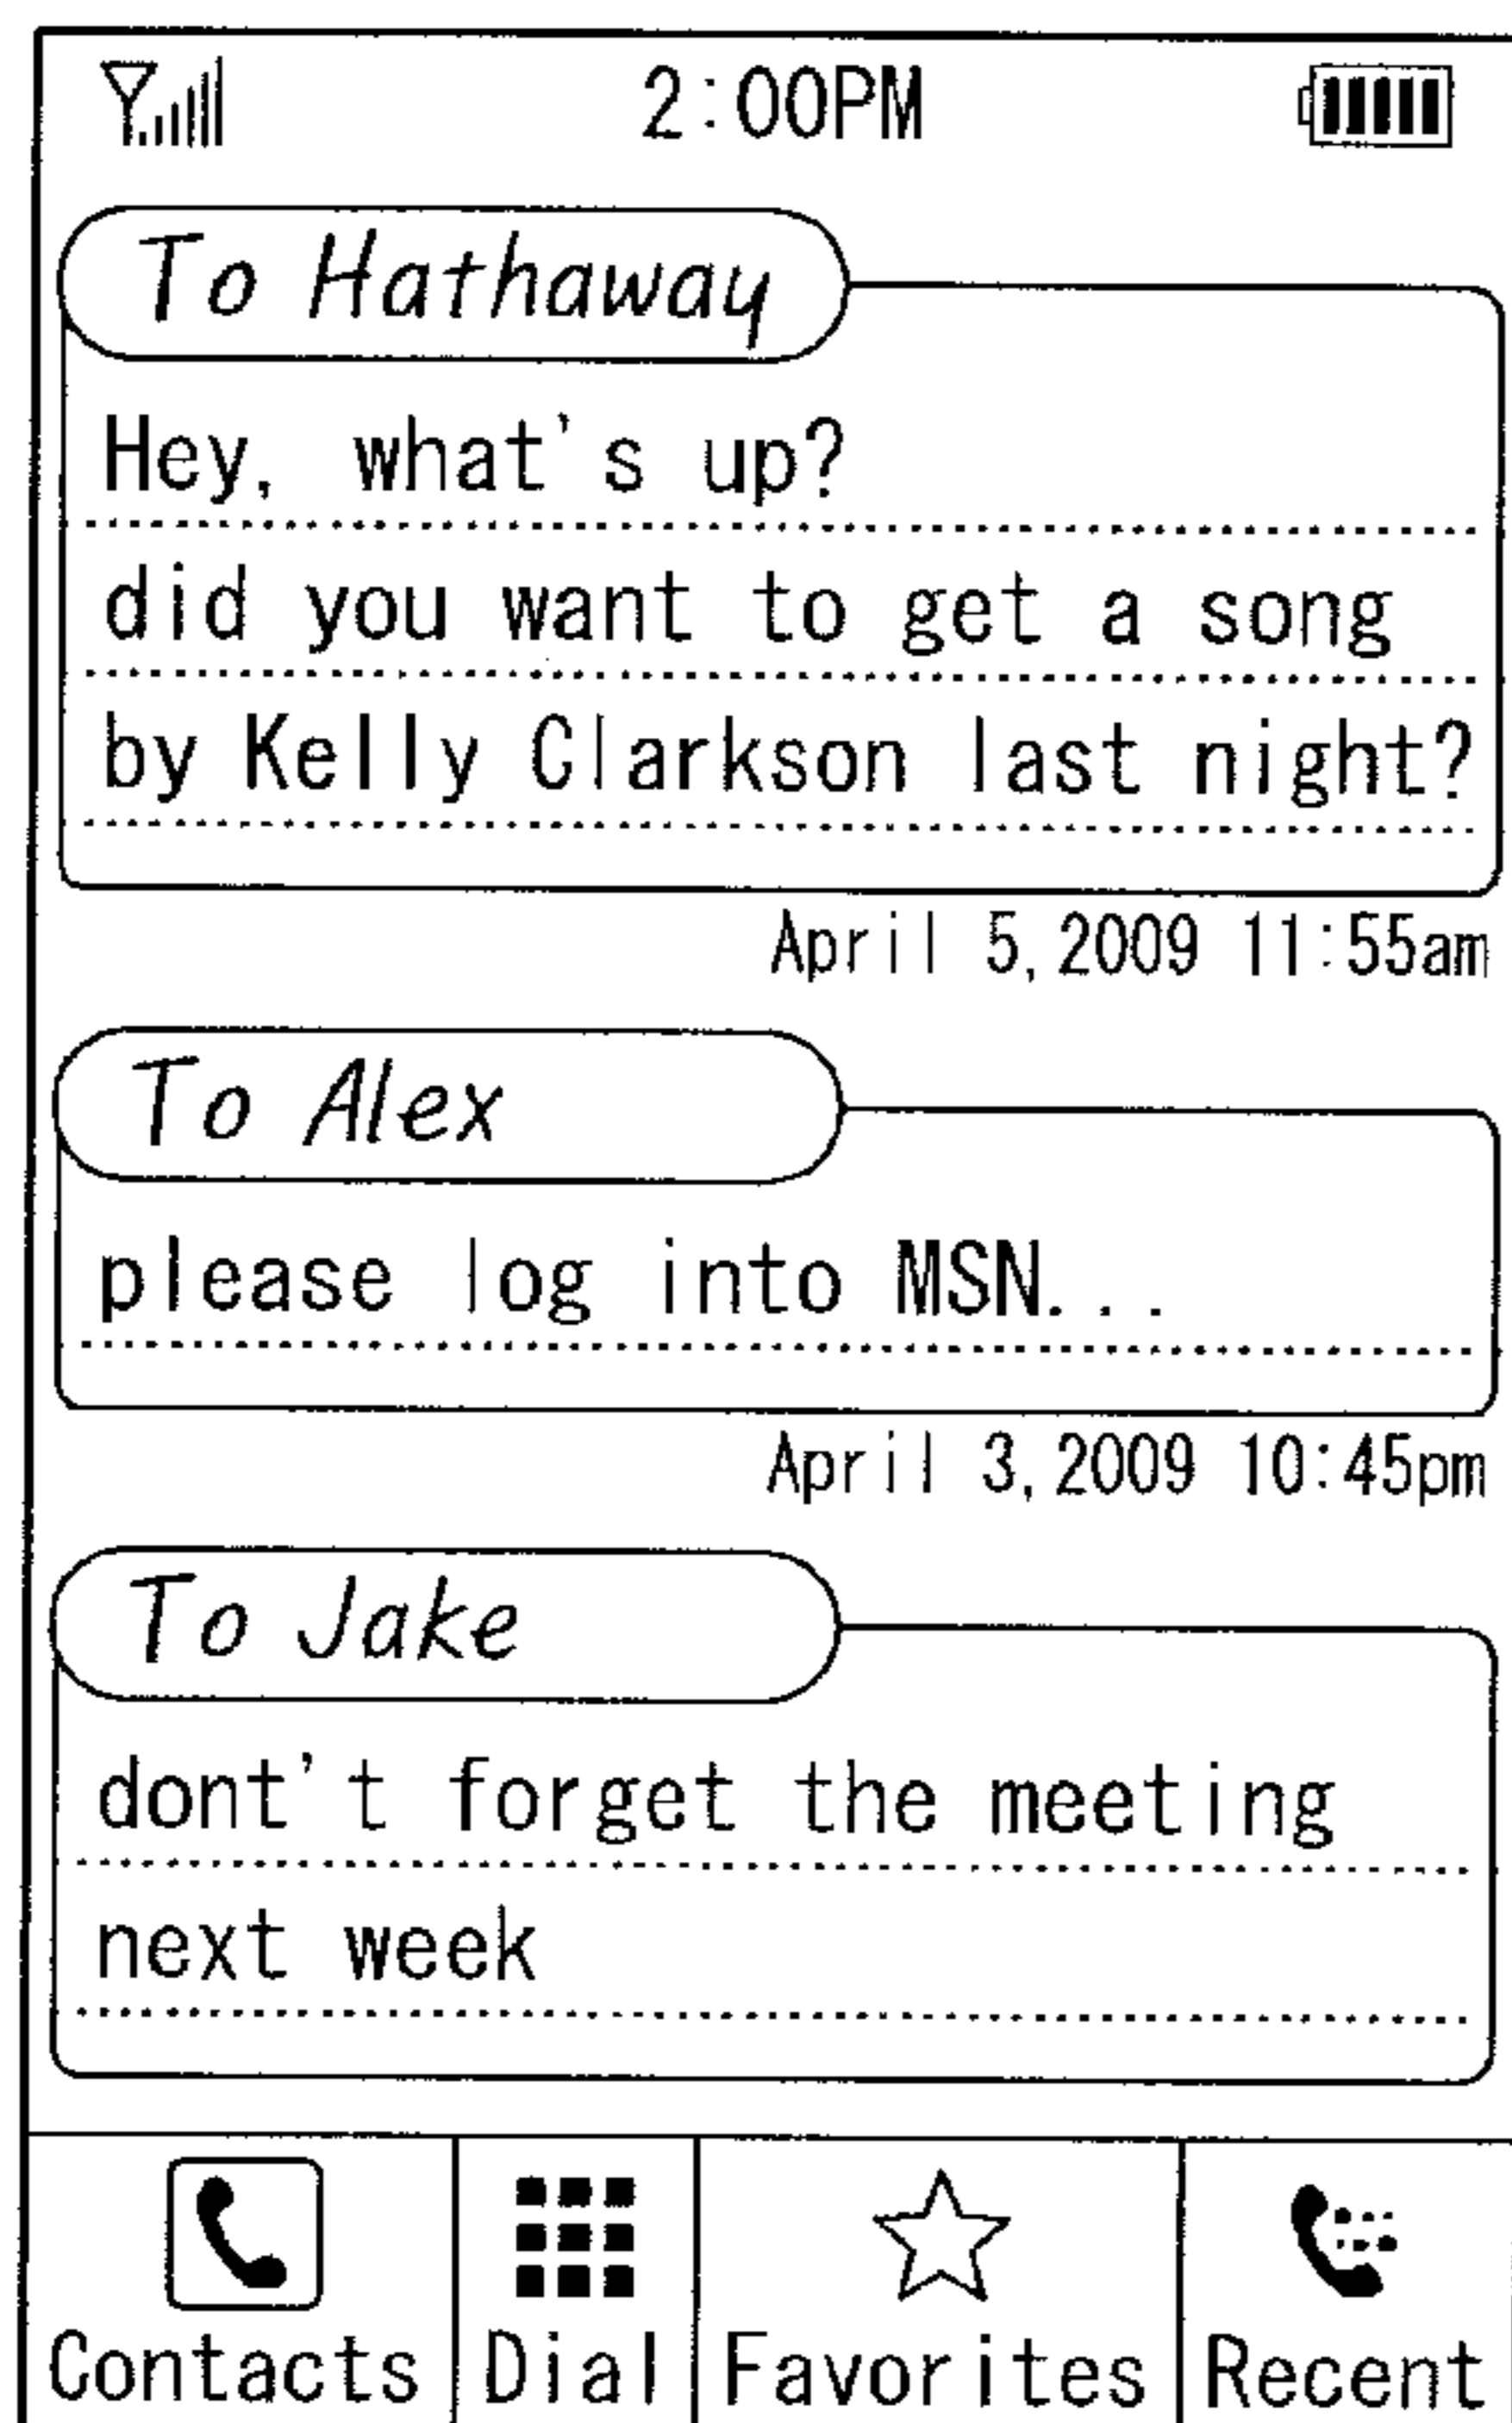 2:00PM
To Hathaway
Hey, what's up?
did you want to get a song
by Kelly Clarkson last night?
April 5,2009 11:55am
To Alex
please log into MSN...
April 3,2009 10:45pm
To Jake
dont't forget the meeting
next week
Contacts Dial Favorites Recent